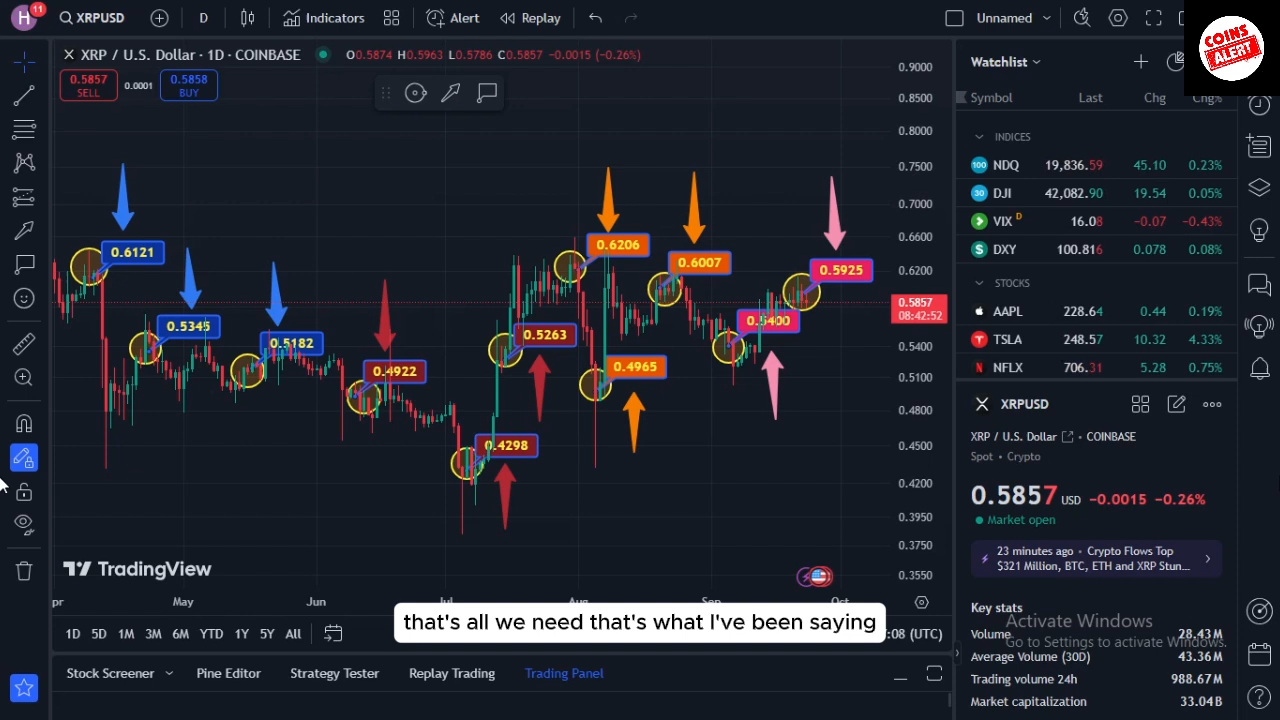 H
11
XRPUSD
D
Indicators
Alert
Replay
Unnamed
COINS
ALERT
XRP / U.S. Dollar · 1D · COINBASE
O0.5874 H0.5963 L0.5786 C0.5857 -0.0015 (-0.26%)
0.5857
SELL
0.0001
0.5858
BUY
0.6121
0.5345
0.5182
0.4922
0.4298
0.5263
0.6206
0.4965
0.6007
0.5400
0.5925
0.9000
0.8500
0.8000
0.7500
0.7000
0.6600
0.6200
0.5857
08:42:52
0.5400
0.5100
0.4800
0.4500
0.4200
0.3950
0.3750
0.3550
TradingView
pr May Jun Jul Aug Sep Oct
that's all we need that's what I've been saying
1D 5D 1M 3M 6M YTD 1Y 5Y All
:08 (UTC)
Stock Screener
Pine Editor
Strategy Tester
Replay Trading
Trading Panel
Watchlist
Symbol Last Chg Chg%
INDICES
100 NDQ 19,836.59 45.10 0.23%
30 DJI 42,082.90 19.54 0.05%
VIX D 16.08 -0.07 -0.43%
$ DXY 100.816 0.078 0.08%
STOCKS
AAPL 228.64 0.44 0.19%
TSLA 248.57 10.32 4.33%
N NFLX 706.31 5.28 0.75%
XRPUSD
XRP / U.S. Dollar · COINBASE
Spot · Crypto
0.5857 USD -0.0015 -0.26%
Market open
23 minutes ago · Crypto Flows Top
$321 Million, BTC, ETH and XRP Stun...
Key stats
Activate Windows
Go to Settings to activate Windows.
Volume 28.43M
Average Volume (30D) 43.36M
Trading volume 24h 988.67M
Market capitalization 33.04B